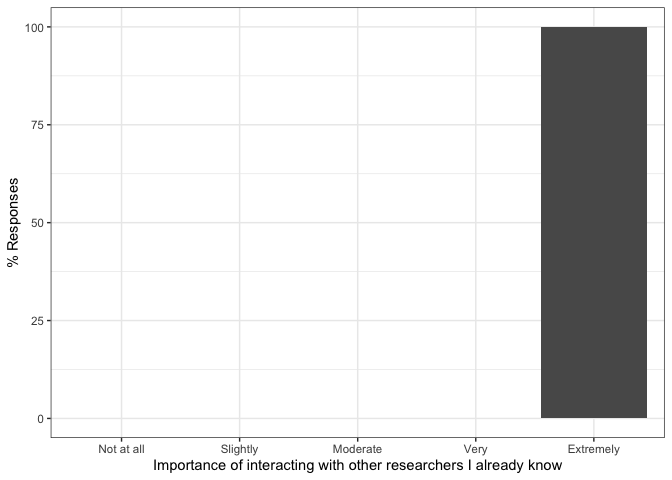 100
75
50
25
0
% Responses
Not at all Slightly Moderate Very Extremely
Importance of interacting with other researchers I already know